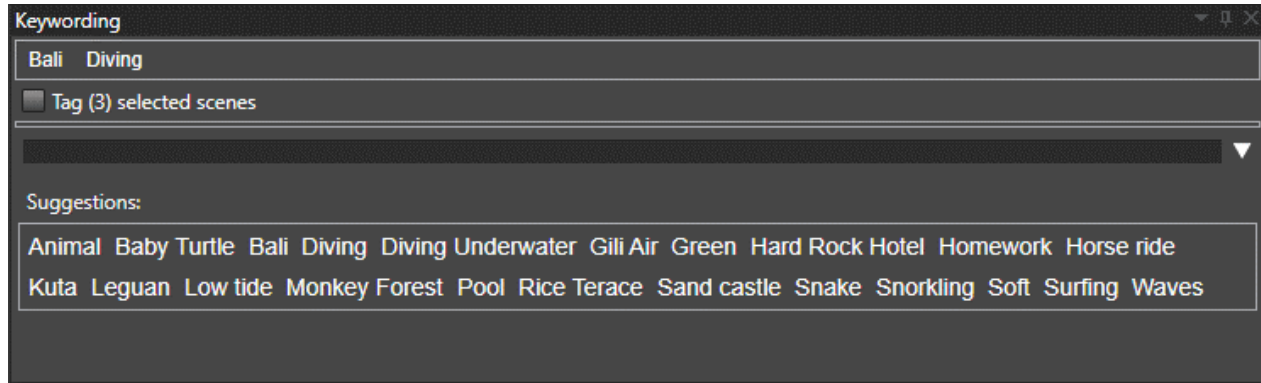 Keywording
Bali Diving
Tag (3) selected scenes
Suggestions:
Animal Baby Turtle Bali Diving Diving Underwater Gili Air Green Hard Rock Hotel Homework Horse ride
Kuta Leguan Low tide Monkey Forest Pool Rice Terace Sand castle Snake Snorkling Soft Surfing Waves